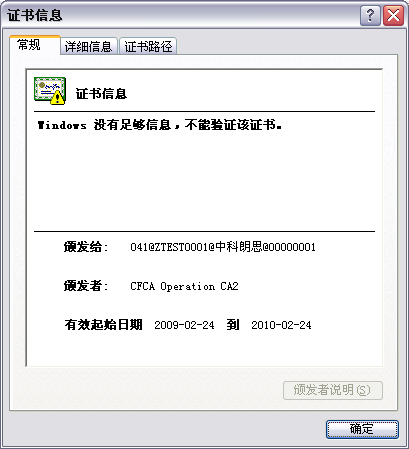 证书信息
常规 详细信息 证书路径
证书信息
Windows 没有足够信息，不能验证该证书。
颁发给： 041@ZTEST0001@中科朗思@00000001
颁发者： CFCA Operation CA2
有效起始日期 2009-02-24 到 2010-02-24
颁发者说明(S)
确定